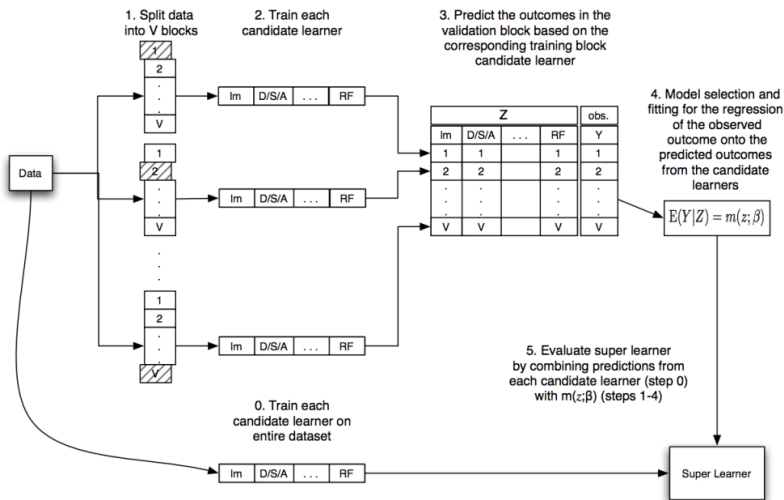 1. Split data
into V blocks
2. Train each
candidate learner
3. Predict the outcomes in the
validation block based on the
corresponding training block
candidate learner
4. Model selection and
fitting for the regression
of the observed
outcome onto the
predicted outcomes
from the candidate
learners
Data
1
2
.
.
.
V
lm D/S/A . . . RF
1
2
.
.
.
V
lm D/S/A . . . RF
.
.
.
1
2
.
.
.
V
lm D/S/A . . . RF
Z obs.
lm D/S/A . . . RF Y
1 1 1 1
2 2 2 2
. . . .
. . . .
. . . .
V V V V
E(Y|Z) = m(z;β)
5. Evaluate super learner
by combining predictions from
each candidate learner (step 0)
with m(z;β) (steps 1-4)
0. Train each
candidate learner on
entire dataset
lm D/S/A . . . RF
Super Learner